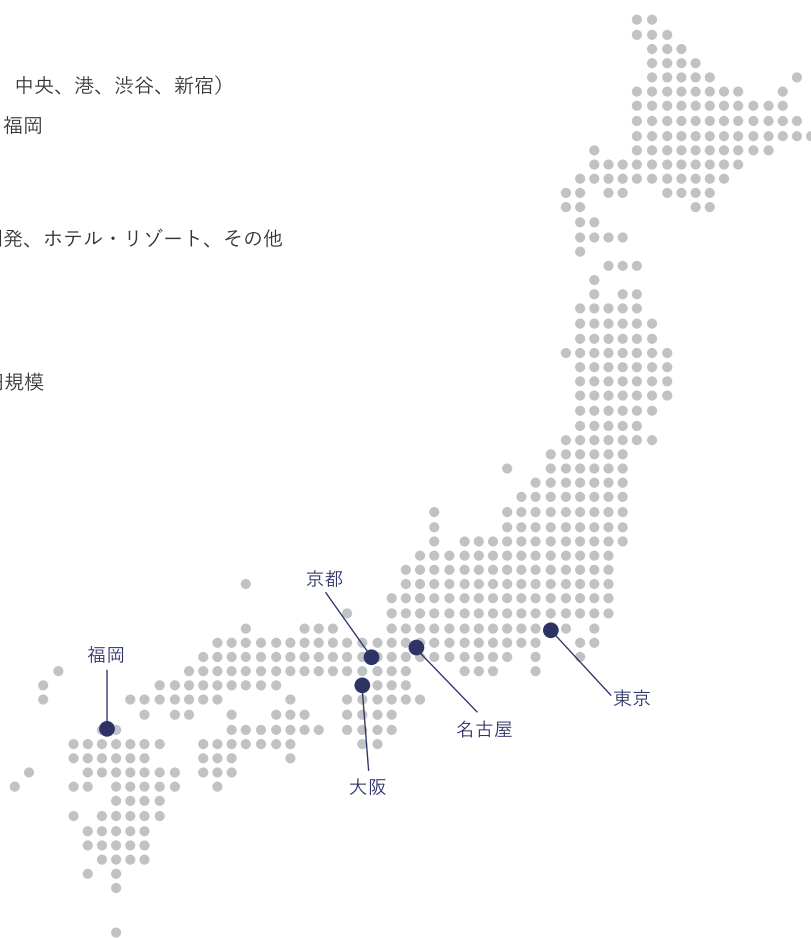 中央、港、渋谷、新宿）
福岡
発、ホテル・リゾート、その他
規模
京都
福岡
東京
名古屋
大阪